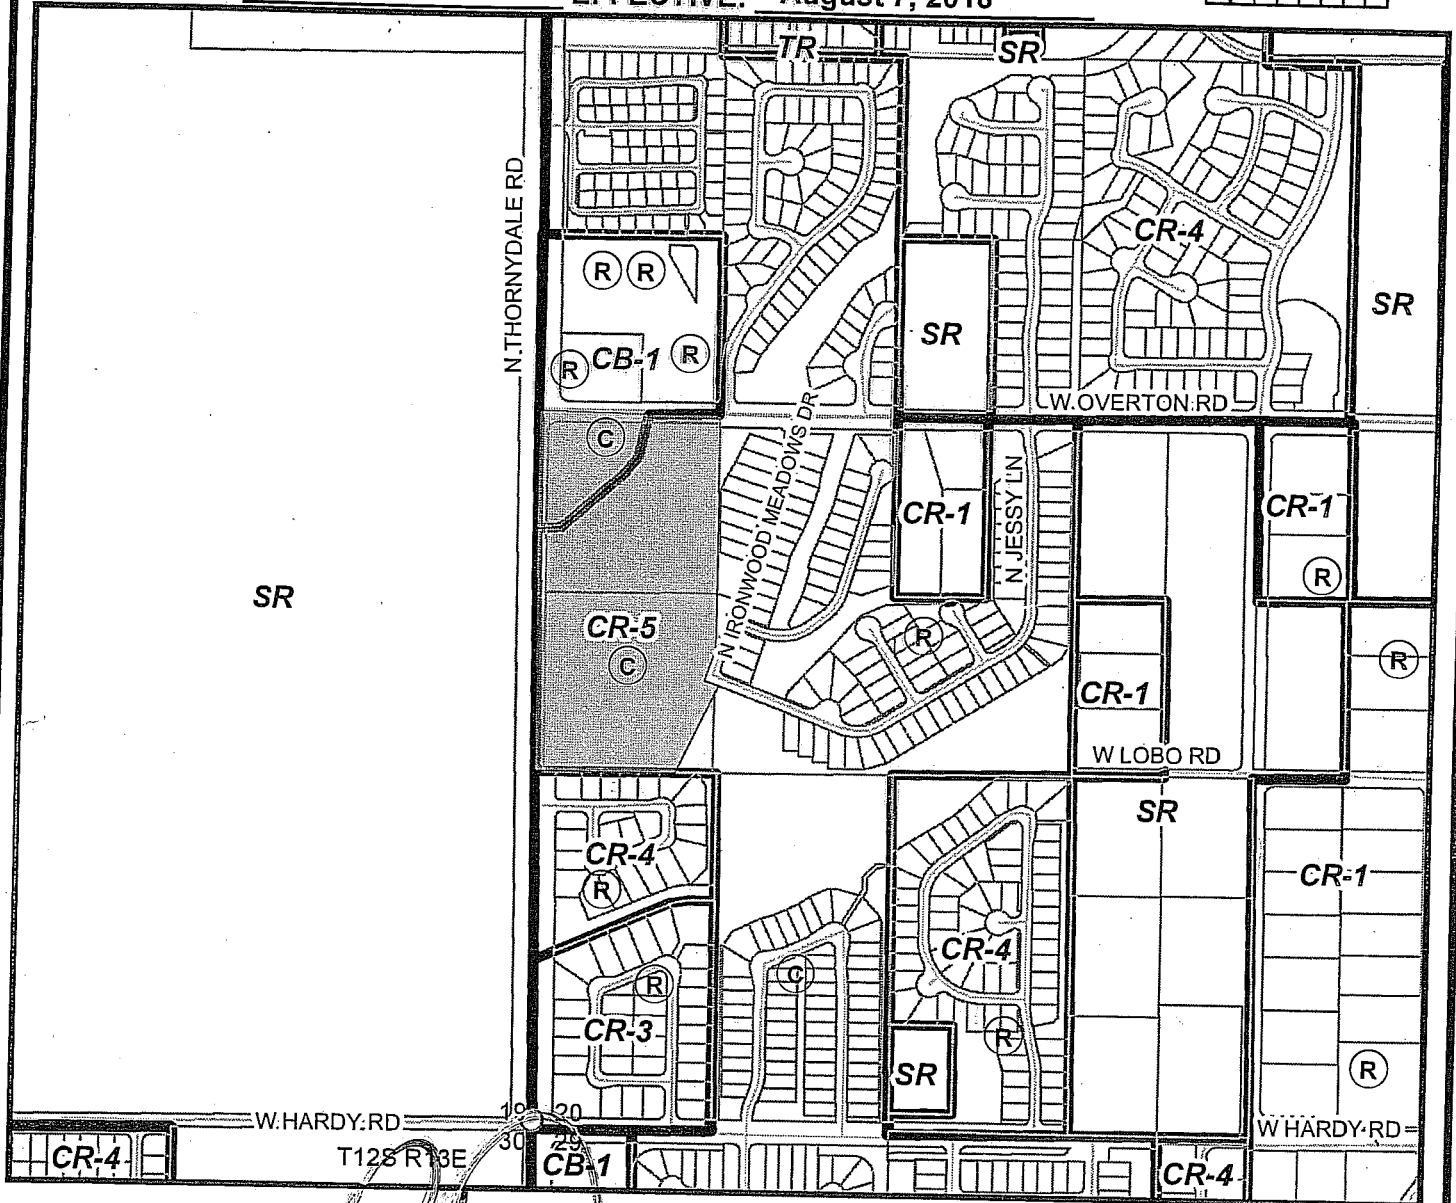 EFFECTIVE: August 7, 2018
TR
SR
N.THORNYDALE RD
CR-4
R R
SR
SR
R CB-1 R
W.OVERTON RD
C
N IRONWOOD MEADOWS DR
CR-1
N JESSY LN
CR-1
R
SR
CR-5
C
R
R
CR-1
W LOBO RD
SR
CR-4
R
CR-1
CR-4
C
R
CR-3
R
SR
R
W.HARDY.RD
19 20
30 29
W HARDY RD
CR-4
T12S R13E
CB-1
CR-4